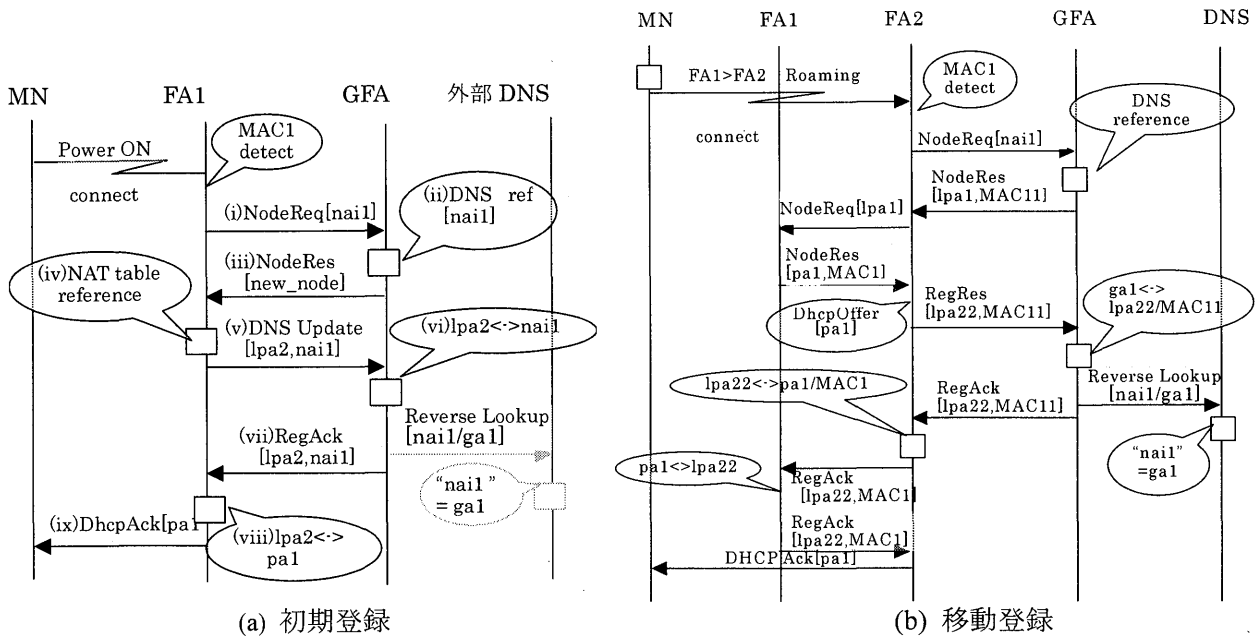 MN FA1 GFA 外部 DNS
Power ON
connect
MAC1
detect
(i)NodeReq[nai1]
(ii)DNS ref
[nai1]
(iii)NodeRes
[new_node]
(iv)NAT table
reference
(v)DNS Update
[lpa2,nai1]
(vi)lpa2<->nai1
Reverse Lookup
[nai1/ga1]
(vii)RegAck
[lpa2,nai1]
"nai1"
= ga1
(ix)DhcpAck[pa1
(viii)lpa2<->
pa1
(a) 初期登録
MN FA1 FA2 GFA DNS
FA1>FA2 Roaming
connect
MAC1
detect
DNS
reference
NodeReq[nai1]
NodeRes
[lpa1,MAC11]
NodeReq[lpa1]
NodeRes
[pa1,MAC1]
DhcpOffer
[pa1]
RegRes
[lpa22,MAC11]
ga1<->
lpa22/MAC11
lpa22<->pa1/MAC1
RegAck
[lpa22,MAC11]
Reverse Lookup
[nai1/ga1]
"nai1"
=ga1
pa1<>lpa22
RegAck
[lpa22,MAC1]
RegAck
[lpa22,MAC1]
DHCP Ack[pa1]
(b) 移動登録